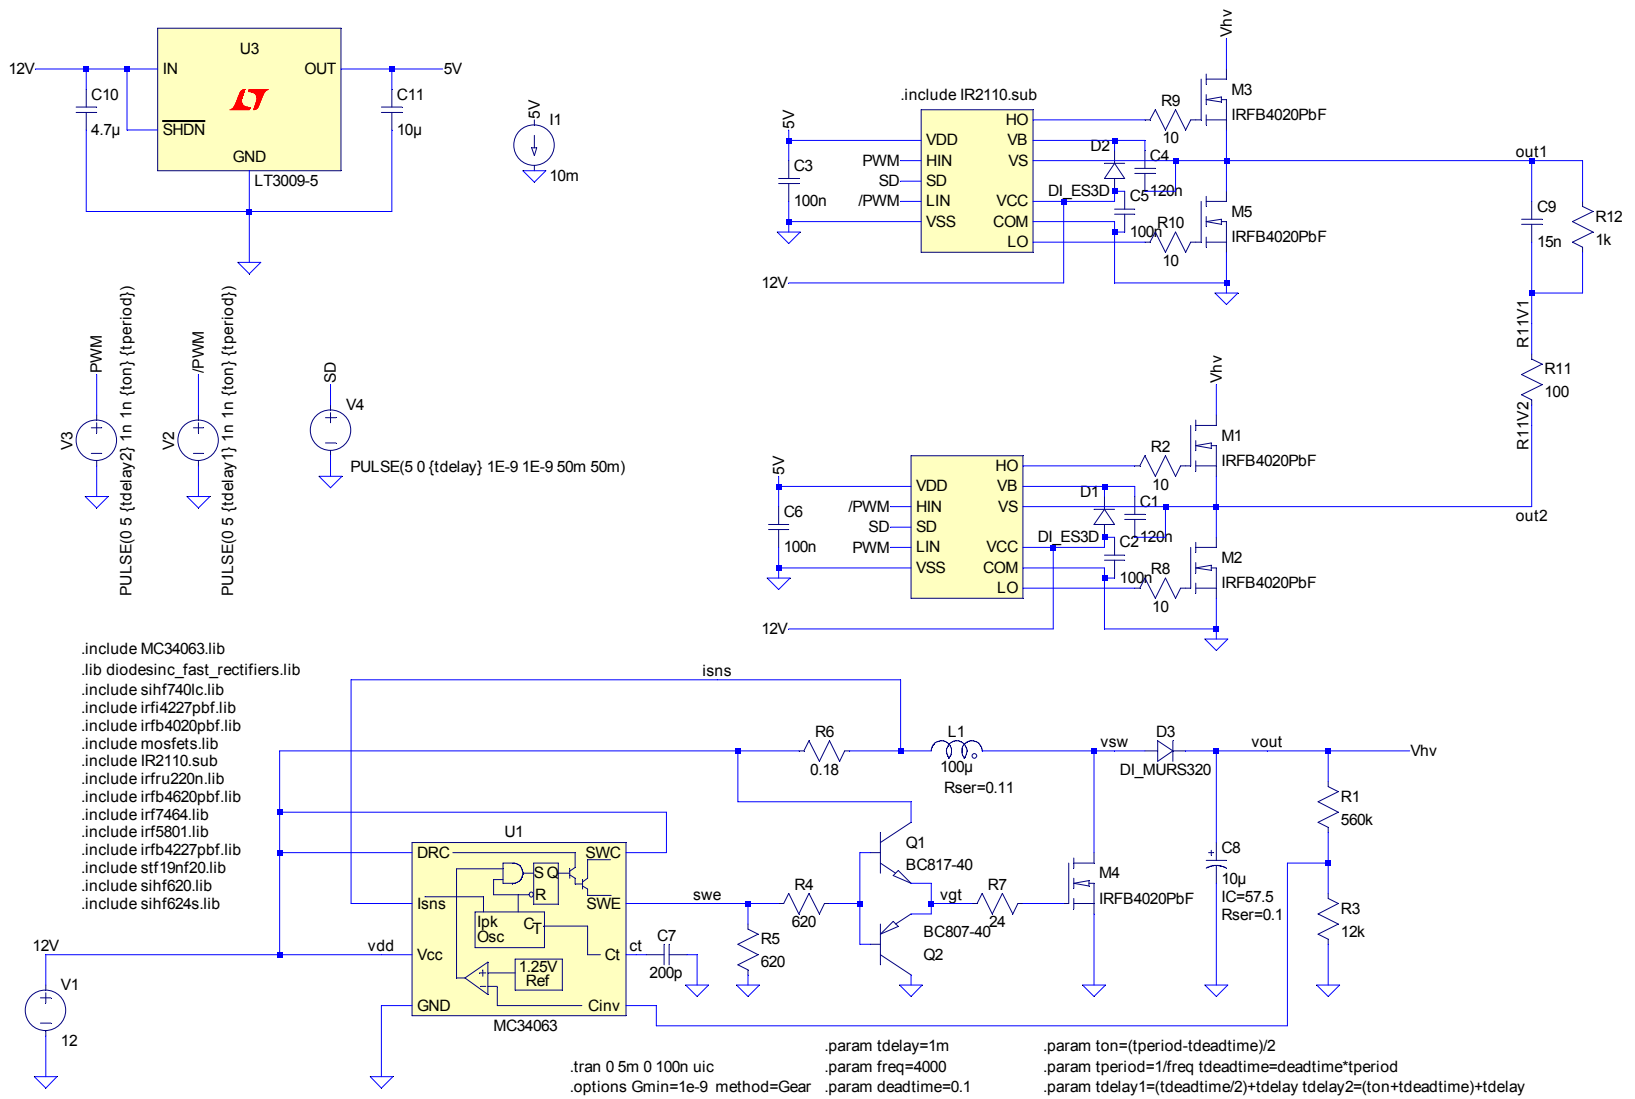 U3
12V
IN
OUT
5V
C10
4.7µ
C11
10µ
SHDN
GND
LT3009-5
5V
I1
10m
.include IR2110.sub
5V
C3
100n
PWM
SD
/PWM
VDD
HIN
SD
LIN
VSS
HO
VB
VS
VCC
COM
LO
D2
DI_ES3D
C4
120n
C5
100n
R9
10
R10
10
Vhv
M3
IRFB4020PbF
M5
IRFB4020PbF
12V
out1
C9
15n
R12
1k
R11V1
R11
100
R11V2
out2
PWM
V3
PULSE(0 5 {tdelay2} 1n 1n {ton} {tperiod})
/PWM
V2
PULSE(0 5 {tdelay1} 1n 1n {ton} {tperiod})
SD
V4
PULSE(5 0 {tdelay} 1E-9 1E-9 50m 50m)
5V
C6
100n
/PWM
SD
PWM
VDD
HIN
SD
LIN
VSS
HO
VB
VS
VCC
COM
LO
D1
DI_ES3D
C1
120n
C2
100n
R2
10
R8
10
Vhv
M1
IRFB4020PbF
M2
IRFB4020PbF
12V
.include MC34063.lib
.lib diodesinc_fast_rectifiers.lib
.include sihf740lc.lib
.include irfi4227pbf.lib
.include irfb4020pbf.lib
.include mosfets.lib
.include IR2110.sub
.include irfru220n.lib
.include irfb4620pbf.lib
.include irf7464.lib
.include irf5801.lib
.include irfb4227pbf.lib
.include stf19nf20.lib
.include sihf620.lib
.include sihf624s.lib
isns
R6
0.18
L1
100µ
Rser=0.11
vsw
D3
DI_MURS320
vout
Vhv
R1
560k
R3
12k
C8
10µ
IC=57.5
Rser=0.1
U1
DRC
SWC
S Q
R
Isns
SWE
Ipk
Osc
CT
Vcc
Ct
1.25V
Ref
GND
Cinv
MC34063
swe
R4
620
R5
620
ct
C7
200p
Q1
BC817-40
vgt
R7
24
BC807-40
Q2
M4
IRFB4020PbF
12V
vdd
V1
12
.tran 0 5m 0 100n uic
.options Gmin=1e-9 method=Gear
.param tdelay=1m
.param freq=4000
.param deadtime=0.1
.param ton=(tperiod-tdeadtime)/2
.param tperiod=1/freq tdeadtime=deadtime*tperiod
.param tdelay1=(tdeadtime/2)+tdelay tdelay2=(ton+tdeadtime)+tdelay